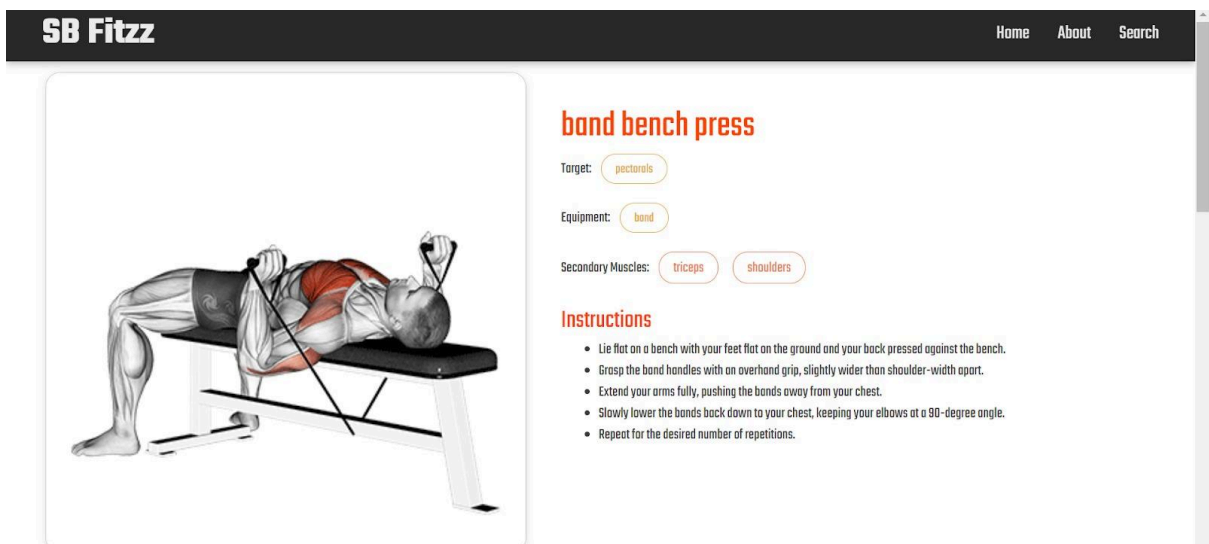 SB Fitzz
Home About Search
band bench press
Target: pectorals
Equipment: band
Secondary Muscles: triceps shoulders
Instructions
Lie flat on a bench with your feet flat on the ground and your back pressed against the bench.
Grasp the band handles with an overhand grip, slightly wider than shoulder-width apart.
Extend your arms fully, pushing the bands away from your chest.
Slowly lower the bands back down to your chest, keeping your elbows at a 90-degree angle.
Repeat for the desired number of repetitions.